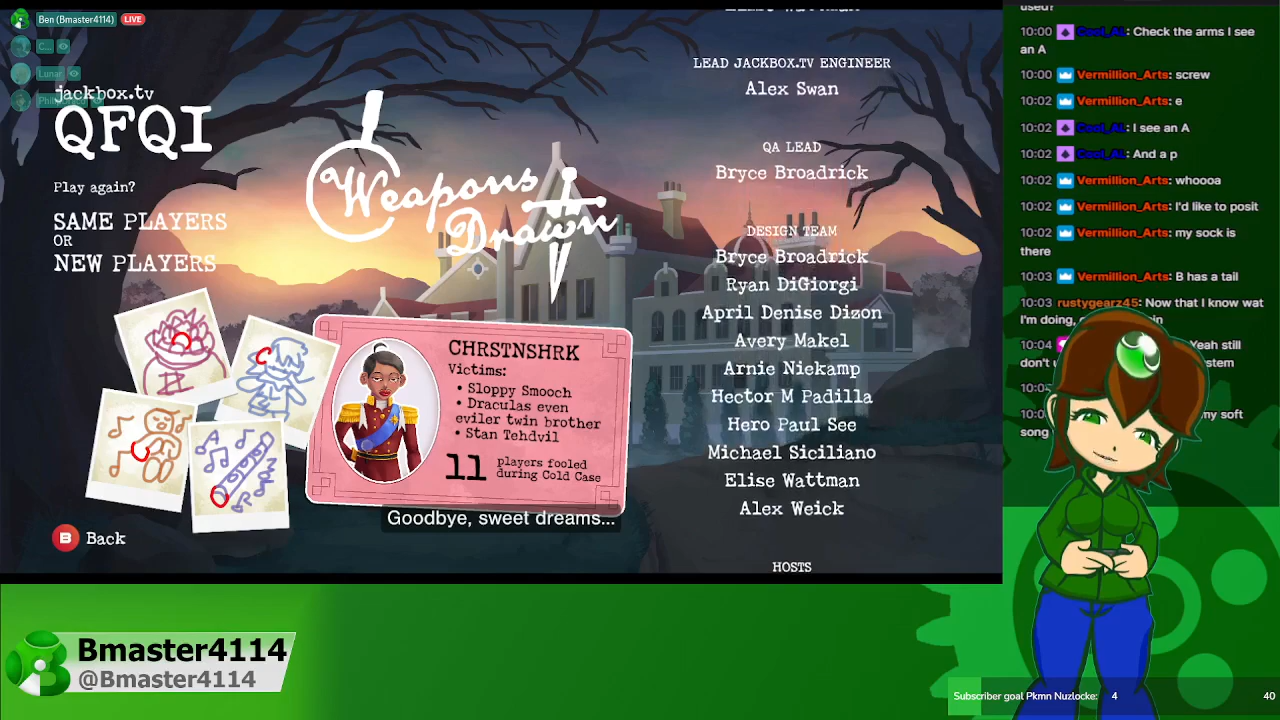 Ben (Bmaster4114) LIVE
C...
Lunar
jackbox.tv
QFQI
Play again?
SAME PLAYERS
OR
NEW PLAYERS
Weapons
Drawn
CHRSTNSHRK
Victims:
• Sloppy Smooch
• Draculas even
eviler twin brother
• Stan Tehdvil
11 players fooled
during Cold Case
Goodbye, sweet dreams...
B Back
LEAD JACKBOX.TV ENGINEER
Alex Swan
QA LEAD
Bryce Broadrick
DESIGN TEAM
Bryce Broadrick
Ryan DiGiorgi
April Denise Dizon
Avery Makel
Arnie Niekamp
Hector M Padilla
Hero Paul See
Michael Siciliano
Elise Wattman
Alex Weick
HOSTS
used?
10:00 Cool_AL: Check the arms I see
an A
10:00 Vermillion_Arts: screw
10:02 Vermillion_Arts: e
10:02 Cool_AL: I see an A
10:02 Cool_AL: And a p
10:02 Vermillion_Arts: whoooa
10:02 Vermillion_Arts: I'd like to posit
10:02 Vermillion_Arts: my sock is
there
10:03 Vermillion_Arts: B has a tail
10:03 rustygearz45: Now that I know wat
I'm doing,
10:04 Yeah still
my soft
song
Bmaster4114
@Bmaster4114
Subscriber goal Pkmn Nuzlocke: 4 40